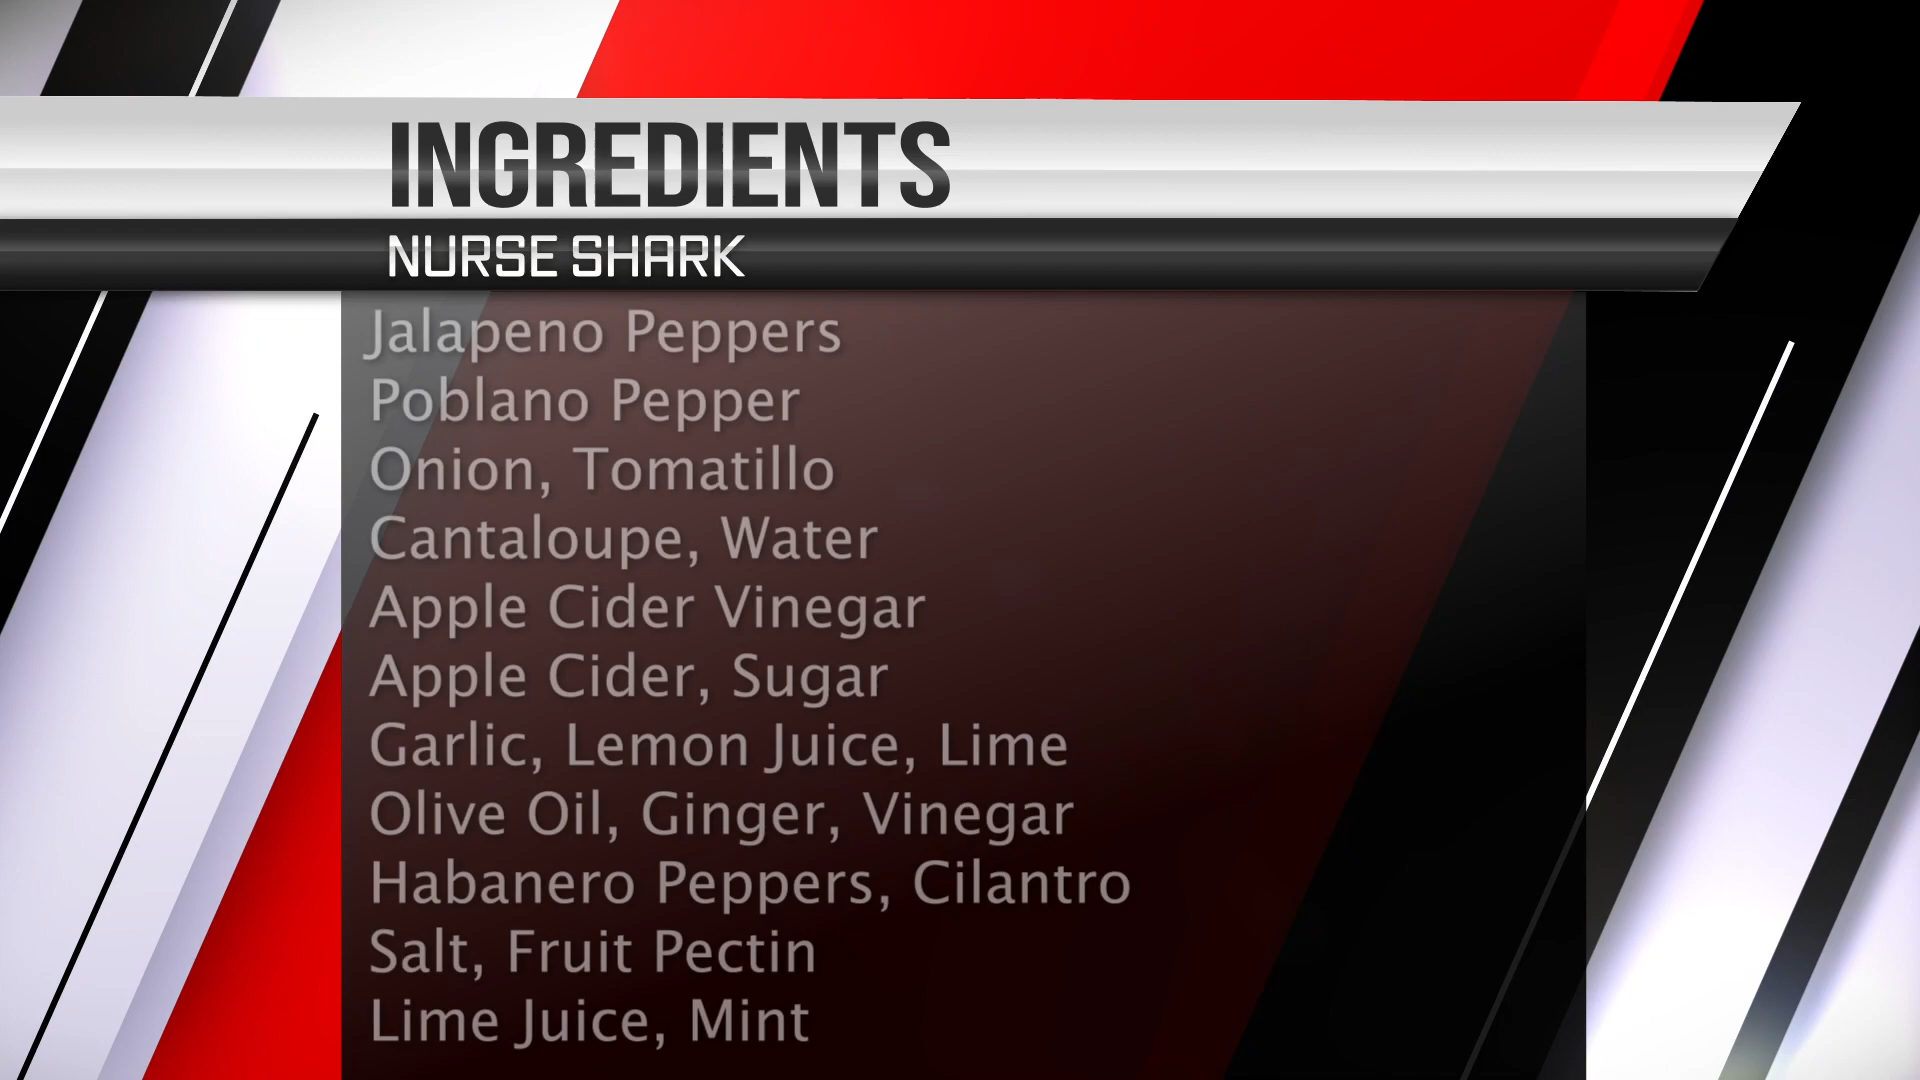 INGREDIENTS
NURSE SHARK
Jalapeno Peppers
Poblano Pepper
Onion, Tomatillo
Cantaloupe, Water
Apple Cider Vinegar
Apple Cider, Sugar
Garlic, Lemon Juice, Lime
Olive Oil, Ginger, Vinegar
Habanero Peppers, Cilantro
Salt, Fruit Pectin
Lime Juice, Mint